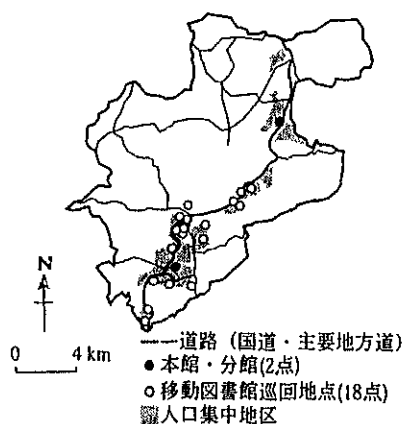 N
0 4 km
道路 (国道・主要地方道)
本館・分館(2点)
移動図書館巡回地点(18点)
人口集中地区